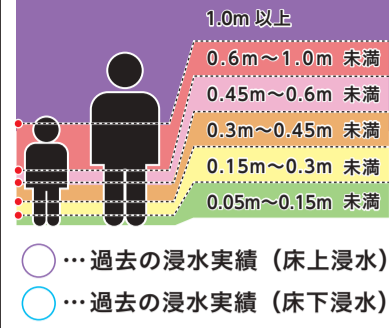 1.0m 以上
0.6m～1.0m 未満
0.45m～0.6m 未満
0.3m～0.45m 未満
0.15m～0.3m 未満
0.05m～0.15m 未満
…過去の浸水実績（床上浸水）
…過去の浸水実績（床下浸水）